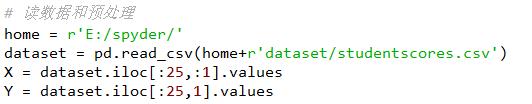 # 读数据和预处理
home = r'E:/spyder/'
dataset = pd.read_csv(home+r'dataset/studentscores.csv')
X = dataset.iloc[:25,:1].values
Y = dataset.iloc[:25,1].values